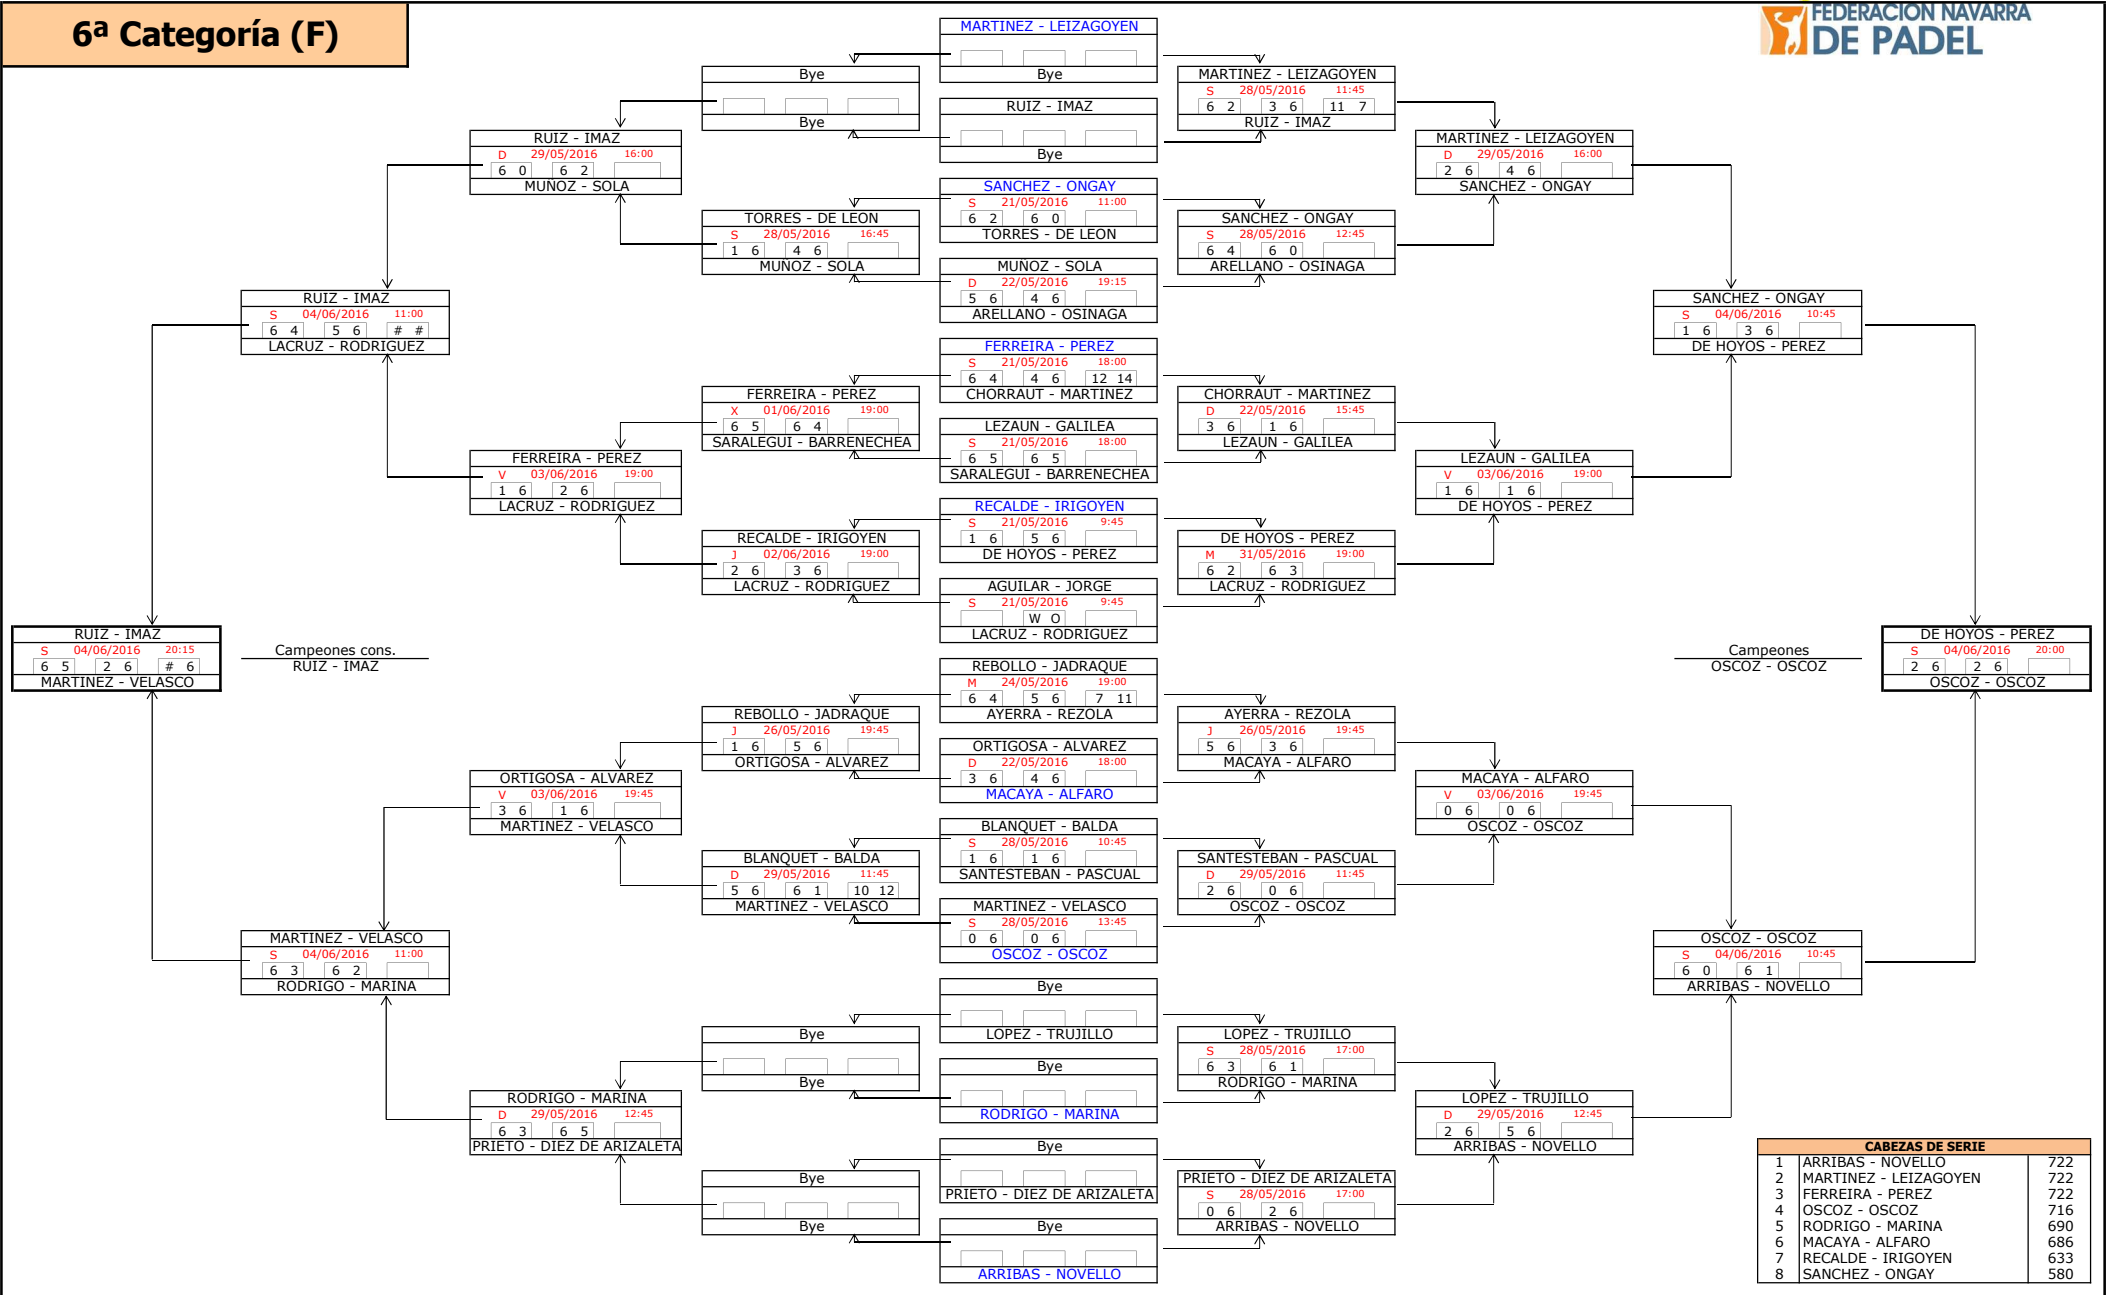 6ª Categoría (F)
FEDERACION NAVARRA
DE PADEL
RUIZ - IMAZ
S 04/06/2016 20:15
6 5 2 6 # 6
MARTINEZ - VELASCO
Campeones cons.
RUIZ - IMAZ
RUIZ - IMAZ
S 04/06/2016 11:00
6 4 5 6 # #
LACRUZ - RODRIGUEZ
MARTINEZ - VELASCO
S 04/06/2016 11:00
6 3 6 2
RODRIGO - MARINA
RUIZ - IMAZ
D 29/05/2016 16:00
6 0 6 2
MUÑOZ - SOLA
FERREIRA - PEREZ
V 03/06/2016 19:00
1 6 2 6
LACRUZ - RODRIGUEZ
ORTIGOSA - ALVAREZ
V 03/06/2016 19:45
3 6 1 6
MARTINEZ - VELASCO
RODRIGO - MARINA
D 29/05/2016 12:45
6 3 6 5
PRIETO - DIEZ DE ARIZALETA
Bye
Bye
TORRES - DE LEON
S 28/05/2016 16:45
1 6 4 6
MUÑOZ - SOLA
FERREIRA - PEREZ
X 01/06/2016 19:00
6 5 6 4
SARALEGUI - BARRENECHEA
RECALDE - IRIGOYEN
J 02/06/2016 19:00
2 6 3 6
LACRUZ - RODRIGUEZ
REBOLLO - JADRAQUE
J 26/05/2016 19:45
1 6 5 6
ORTIGOSA - ALVAREZ
BLANQUET - BALDA
D 29/05/2016 11:45
5 6 6 1 10 12
MARTINEZ - VELASCO
Bye
Bye
Bye
Bye
MARTINEZ - LEIZAGOYEN
Bye
RUIZ - IMAZ
Bye
SANCHEZ - ONGAY
S 21/05/2016 11:00
6 2 6 0
TORRES - DE LEON
MUÑOZ - SOLA
D 22/05/2016 19:15
5 6 4 6
ARELLANO - OSINAGA
FERREIRA - PEREZ
S 21/05/2016 18:00
6 4 4 6 12 14
CHORRAUT - MARTINEZ
LEZAUN - GALILEA
S 21/05/2016 18:00
6 5 6 5
SARALEGUI - BARRENECHEA
RECALDE - IRIGOYEN
S 21/05/2016 9:45
1 6 5 6
DE HOYOS - PEREZ
AGUILAR - JORGE
S 21/05/2016 9:45
W O
LACRUZ - RODRIGUEZ
REBOLLO - JADRAQUE
M 24/05/2016 19:00
6 4 5 6 7 11
AYERRA - REZOLA
ORTIGOSA - ALVAREZ
D 22/05/2016 18:00
3 6 4 6
MACAYA - ALFARO
BLANQUET - BALDA
S 28/05/2016 10:45
1 6 1 6
SANTESTEBAN - PASCUAL
MARTINEZ - VELASCO
S 28/05/2016 13:45
0 6 0 6
OSCOZ - OSCOZ
Bye
LOPEZ - TRUJILLO
Bye
RODRIGO - MARINA
Bye
PRIETO - DIEZ DE ARIZALETA
Bye
ARRIBAS - NOVELLO
MARTINEZ - LEIZAGOYEN
S 28/05/2016 11:45
6 2 3 6 11 7
RUIZ - IMAZ
SANCHEZ - ONGAY
S 28/05/2016 12:45
6 4 6 0
ARELLANO - OSINAGA
CHORRAUT - MARTINEZ
D 22/05/2016 15:45
3 6 1 6
LEZAUN - GALILEA
DE HOYOS - PEREZ
M 31/05/2016 19:00
6 2 6 3
LACRUZ - RODRIGUEZ
AYERRA - REZOLA
J 26/05/2016 19:45
5 6 3 6
MACAYA - ALFARO
SANTESTEBAN - PASCUAL
D 29/05/2016 11:45
2 6 0 6
OSCOZ - OSCOZ
LOPEZ - TRUJILLO
S 28/05/2016 17:00
6 3 6 1
RODRIGO - MARINA
PRIETO - DIEZ DE ARIZALETA
S 28/05/2016 17:00
0 6 2 6
ARRIBAS - NOVELLO
MARTINEZ - LEIZAGOYEN
D 29/05/2016 16:00
2 6 4 6
SANCHEZ - ONGAY
LEZAUN - GALILEA
V 03/06/2016 19:00
1 6 1 6
DE HOYOS - PEREZ
MACAYA - ALFARO
V 03/06/2016 19:45
0 6 0 6
OSCOZ - OSCOZ
LOPEZ - TRUJILLO
D 29/05/2016 12:45
2 6 5 6
ARRIBAS - NOVELLO
SANCHEZ - ONGAY
S 04/06/2016 10:45
1 6 3 6
DE HOYOS - PEREZ
OSCOZ - OSCOZ
S 04/06/2016 10:45
6 0 6 1
ARRIBAS - NOVELLO
Campeones
OSCOZ - OSCOZ
DE HOYOS - PEREZ
S 04/06/2016 20:00
2 6 2 6
OSCOZ - OSCOZ
CABEZAS DE SERIE
1 ARRIBAS - NOVELLO 722
2 MARTINEZ - LEIZAGOYEN 722
3 FERREIRA - PEREZ 722
4 OSCOZ - OSCOZ 716
5 RODRIGO - MARINA 690
6 MACAYA - ALFARO 686
7 RECALDE - IRIGOYEN 633
8 SANCHEZ - ONGAY 580